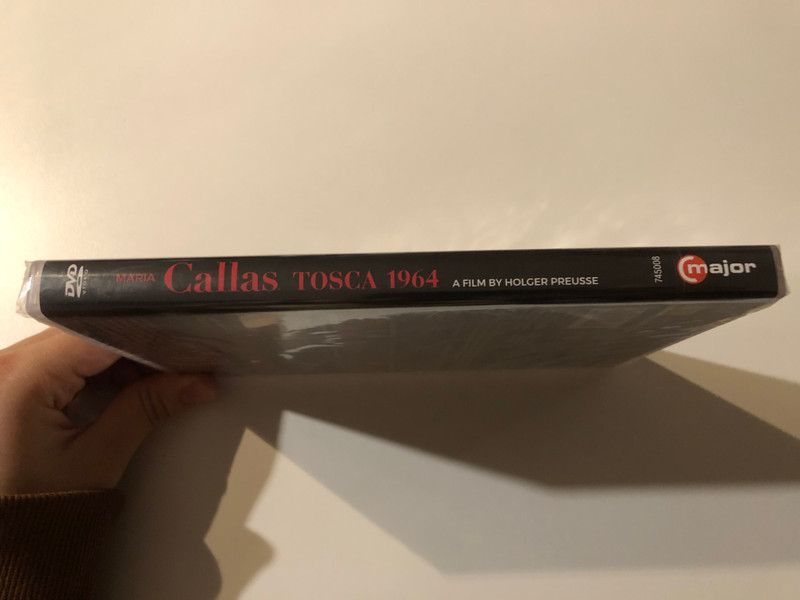 DVD VIDEO
MARIA Callas TOSCA 1964 A FILM BY HOLGER PREUSSE
745008
C major